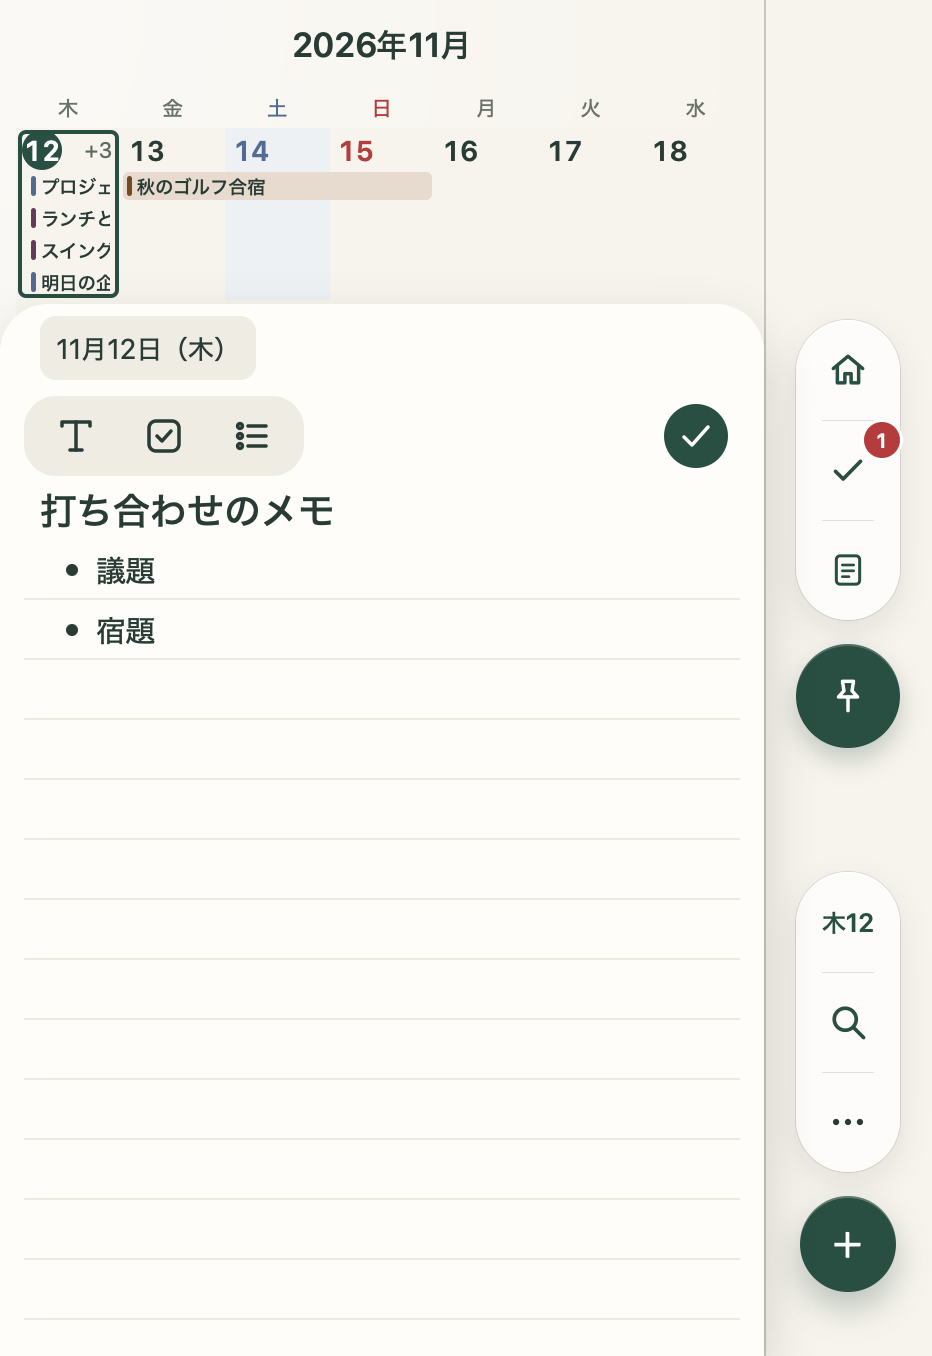 2026年11月
木 金 土 日 月 火 水
12 +3 13 14 15 16 17 18
プロジェ
秋のゴルフ合宿
ランチと
スイング
明日の企
11月12日（木）
打ち合わせのメモ
• 議題
• 宿題
1
木12